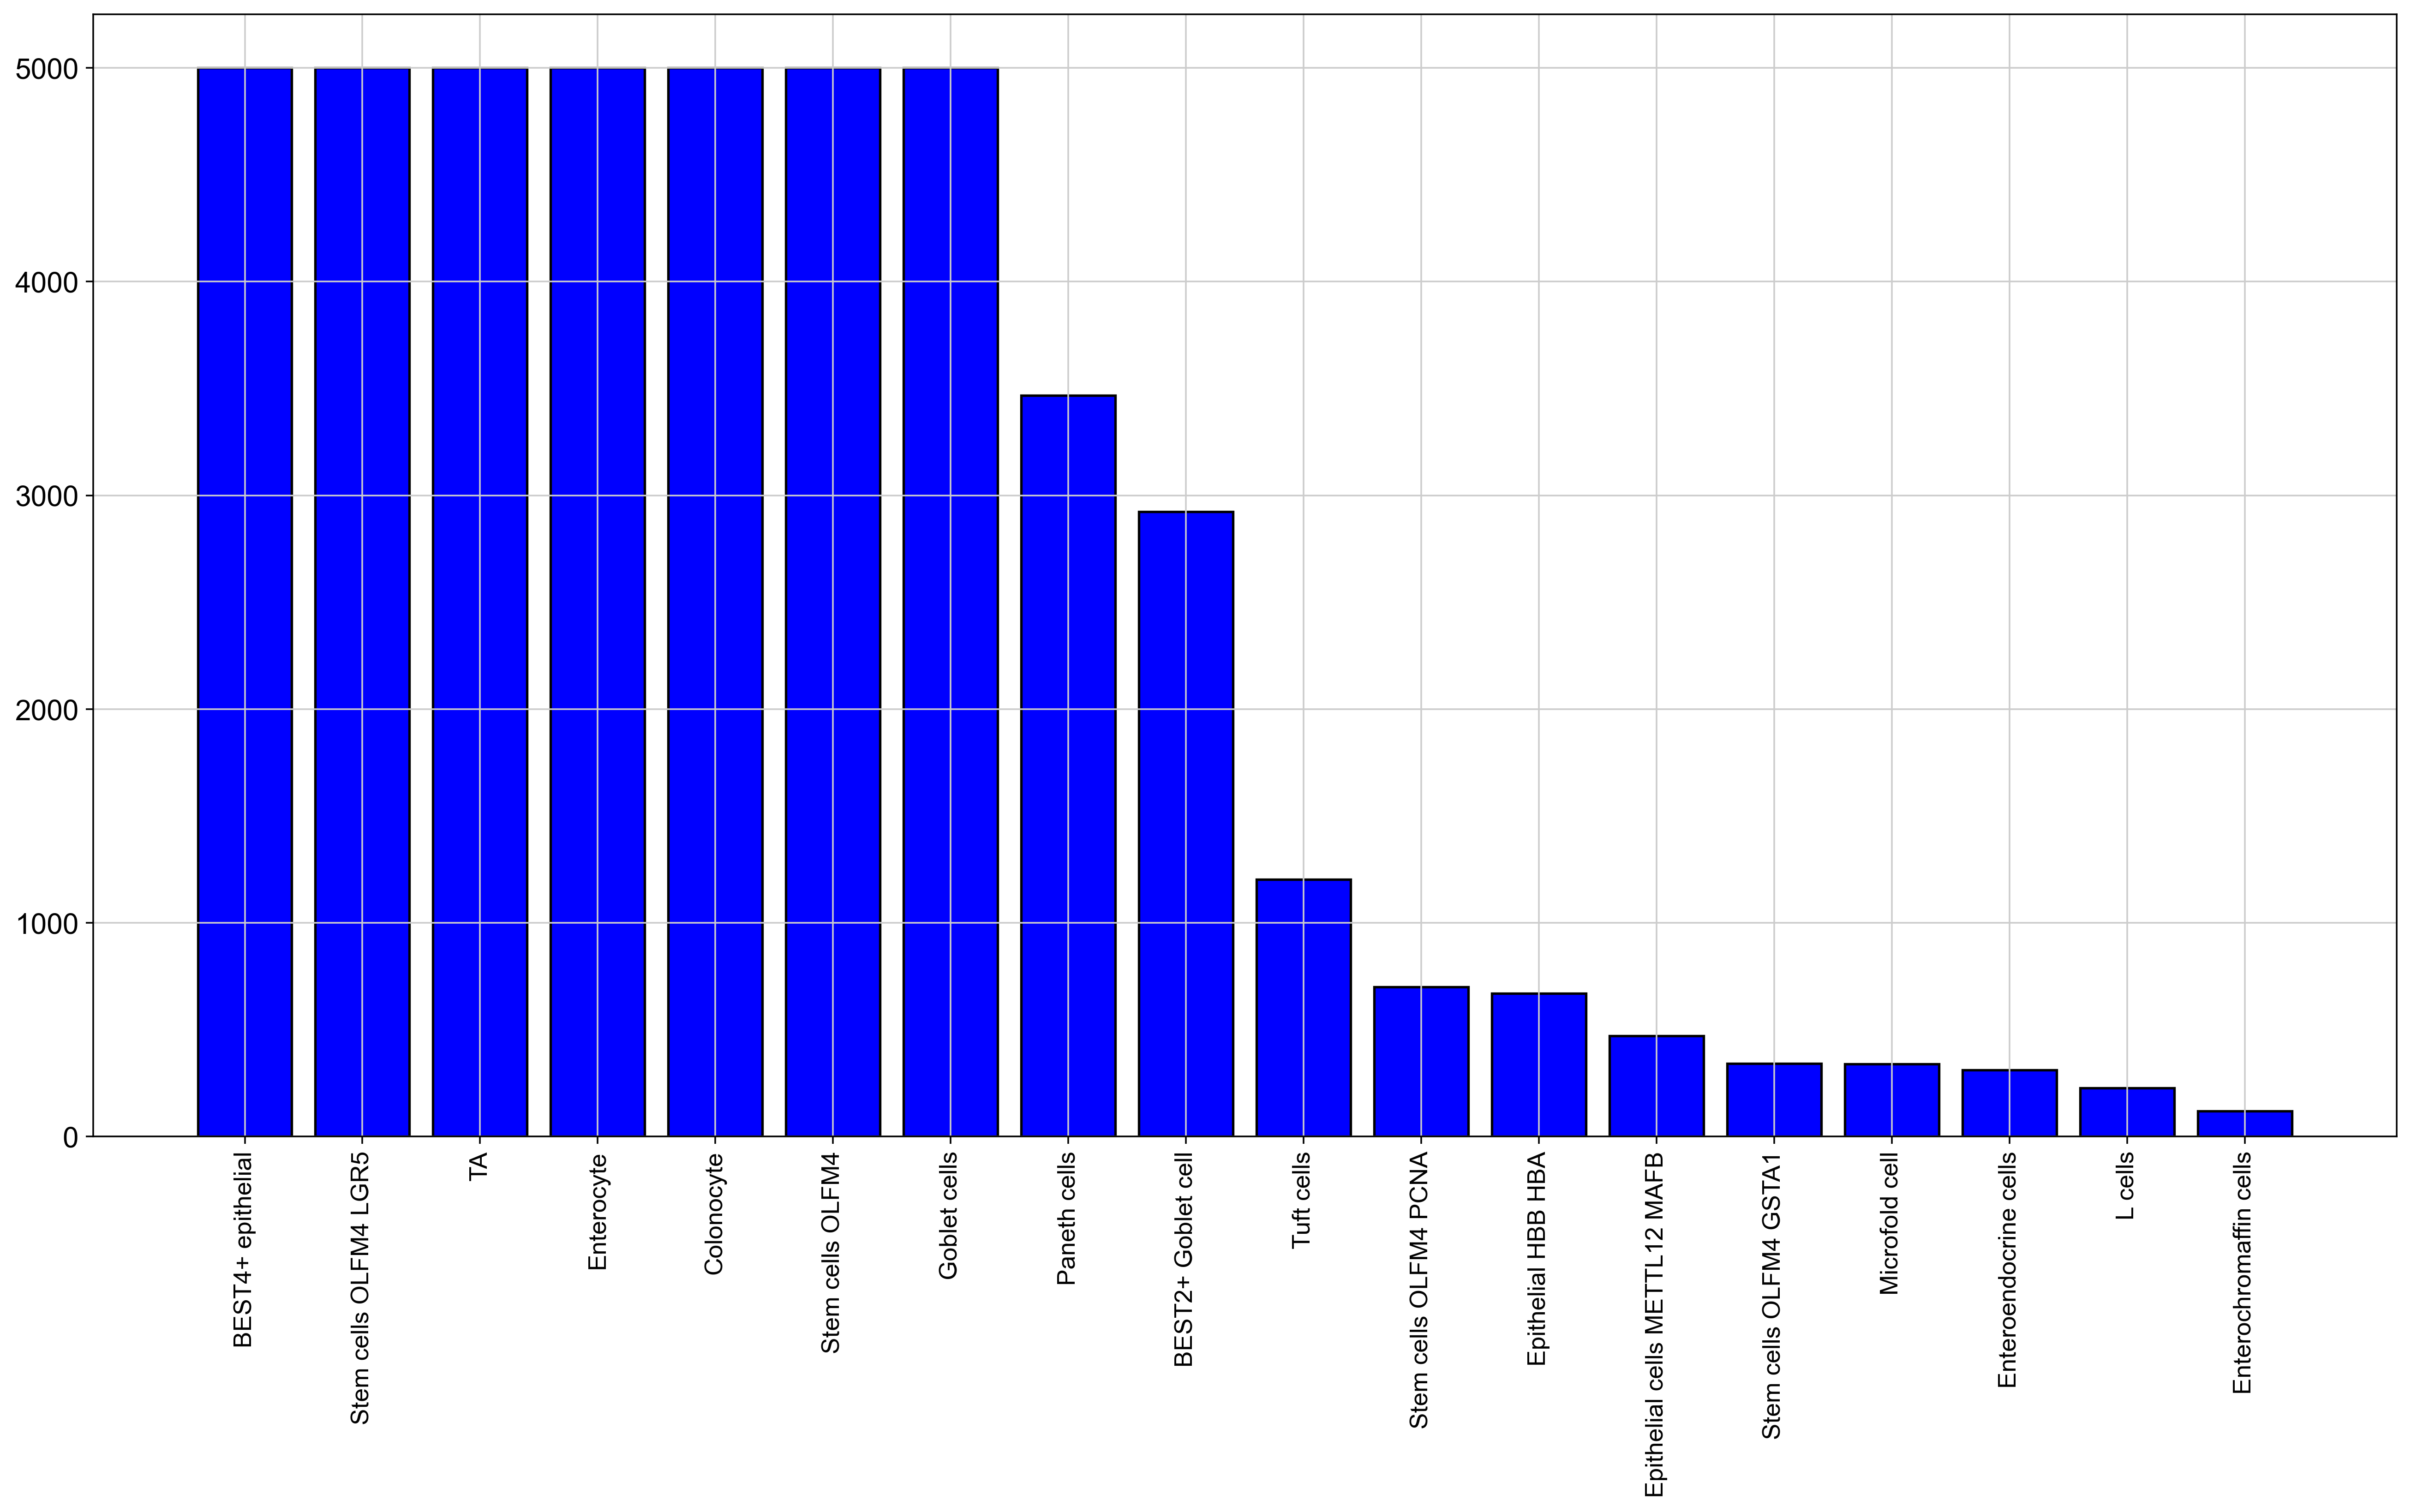 5000
4000
3000
2000
1000
0
BEST4+ epithelial
Stem cells OLFM4 LGR5
TA
Enterocyte
Colonocyte
Stem cells OLFM4
Goblet cells
Paneth cells
BEST2+ Goblet cell
Tuft cells
Stem cells OLFM4 PCNA
Epithelial HBB HBA
Epithelial cells METTL12 MAFB
Stem cells OLFM4 GSTA1
Microfold cell
Enteroendocrine cells
L cells
Enterochromaffin cells